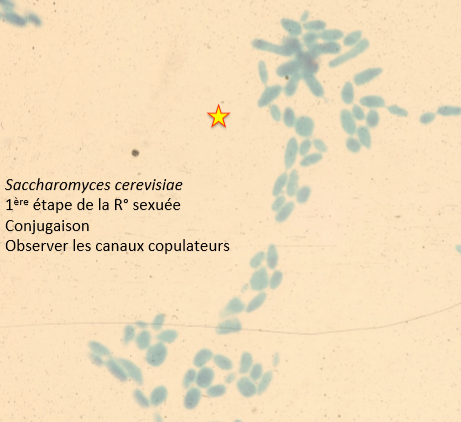 Saccharomyces cerevisiae
1ère étape de la R° sexuée
Conjugaison
Observer les canaux copulateurs